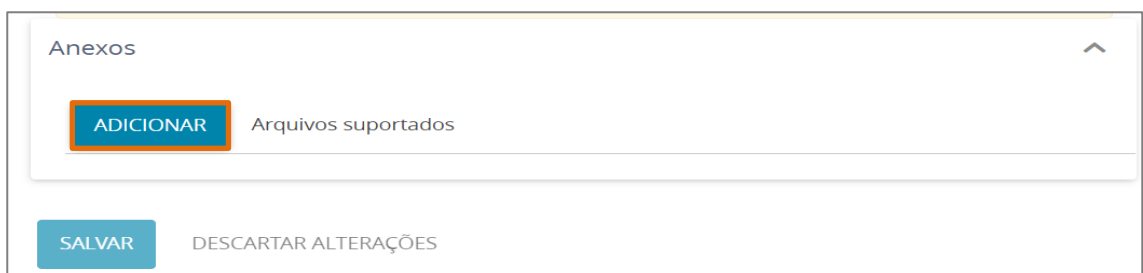 Anexos
ADICIONAR Arquivos suportados
SALVAR DESCARTAR ALTERAÇÕES